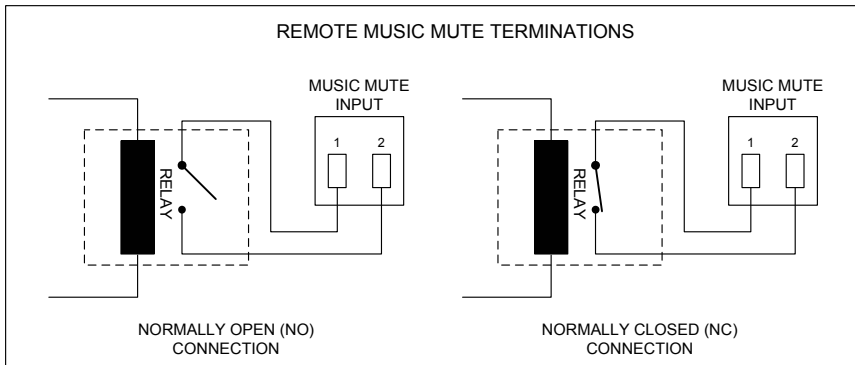 REMOTE MUSIC MUTE TERMINATIONS
MUSIC MUTE
INPUT
1 2
RELAY
NORMALLY OPEN (NO)
CONNECTION
MUSIC MUTE
INPUT
1 2
RELAY
NORMALLY CLOSED (NC)
CONNECTION